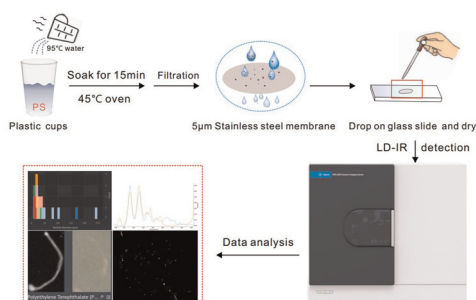 95℃ water
PS
Plastic cups
Soak for 15min
45℃ oven
Filtration
5μm Stainless steel membrane
Drop on glass slide and dry
LD-IR detection
Data analysis
Polyethylene Terephthalate (P...